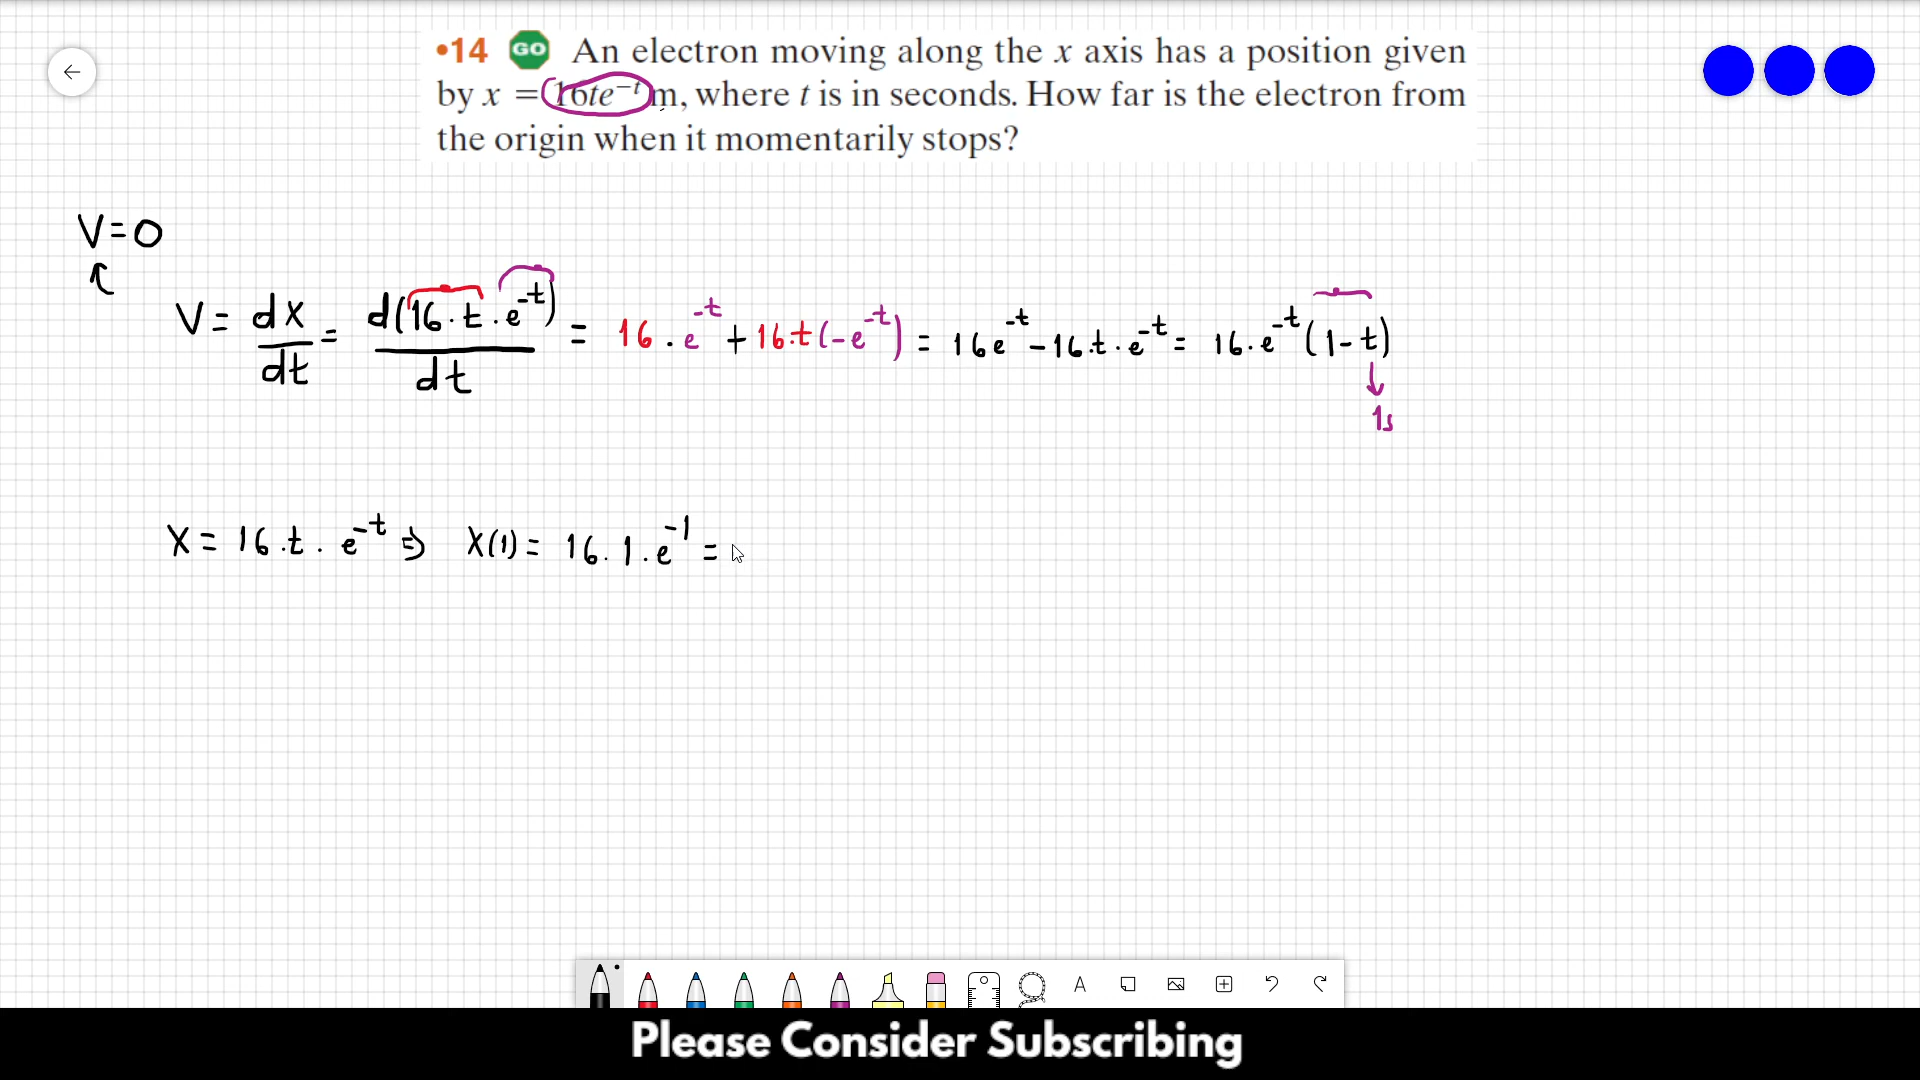 •14 GO An electron moving along the x axis has a position given
by x = 16te⁻ᵗ m, where t is in seconds. How far is the electron from
the origin when it momentarily stops?
V=0
V = dx/dt = d(16·t·e⁻ᵗ)/dt = 16·e⁻ᵗ + 16·t(-e⁻ᵗ) = 16e⁻ᵗ - 16·t·e⁻ᵗ = 16·e⁻ᵗ(1-t)
↓
1s
X = 16·t·e⁻ᵗ ⇒ X(1) = 16·1·e⁻¹ =
A
Please Consider Subscribing